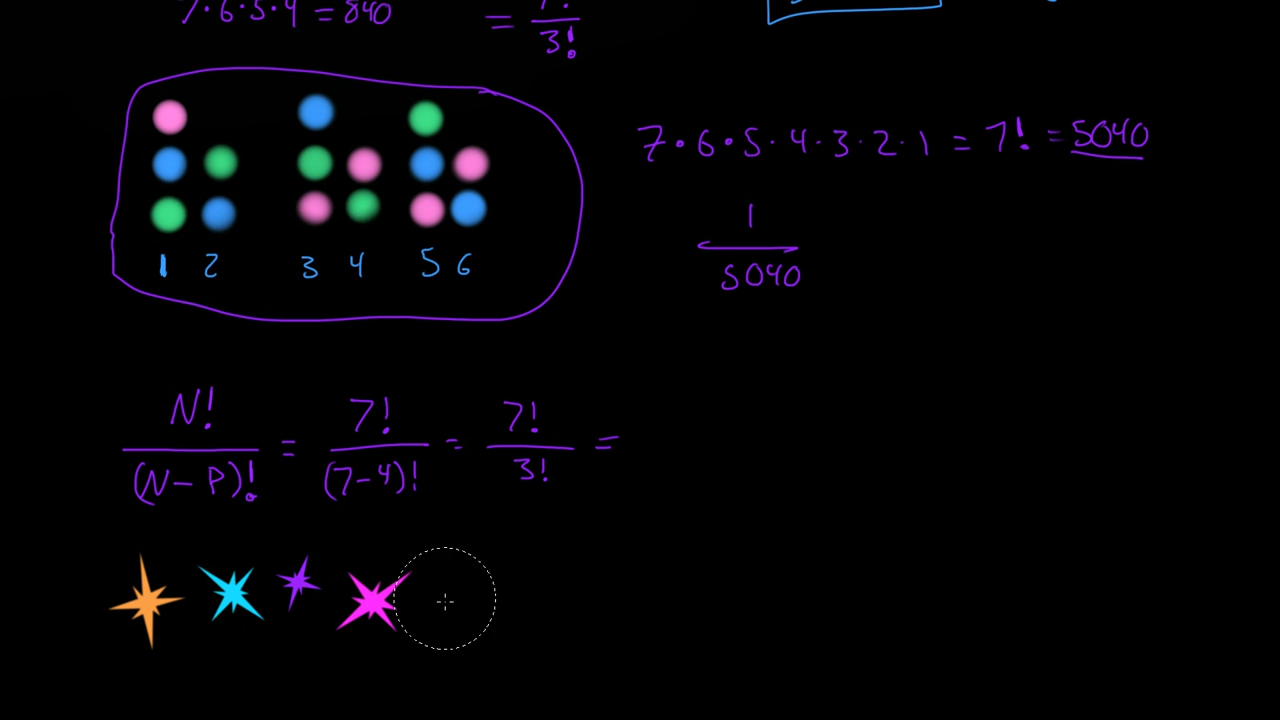 7·6·5·4 = 840 = 7! / 3!
7·6·5·4·3·2·1 = 7! = 5040
1 / 5040
1 2 3 4 5 6
N! / (N-P)! = 7! / (7-4)! = 7! / 3! =